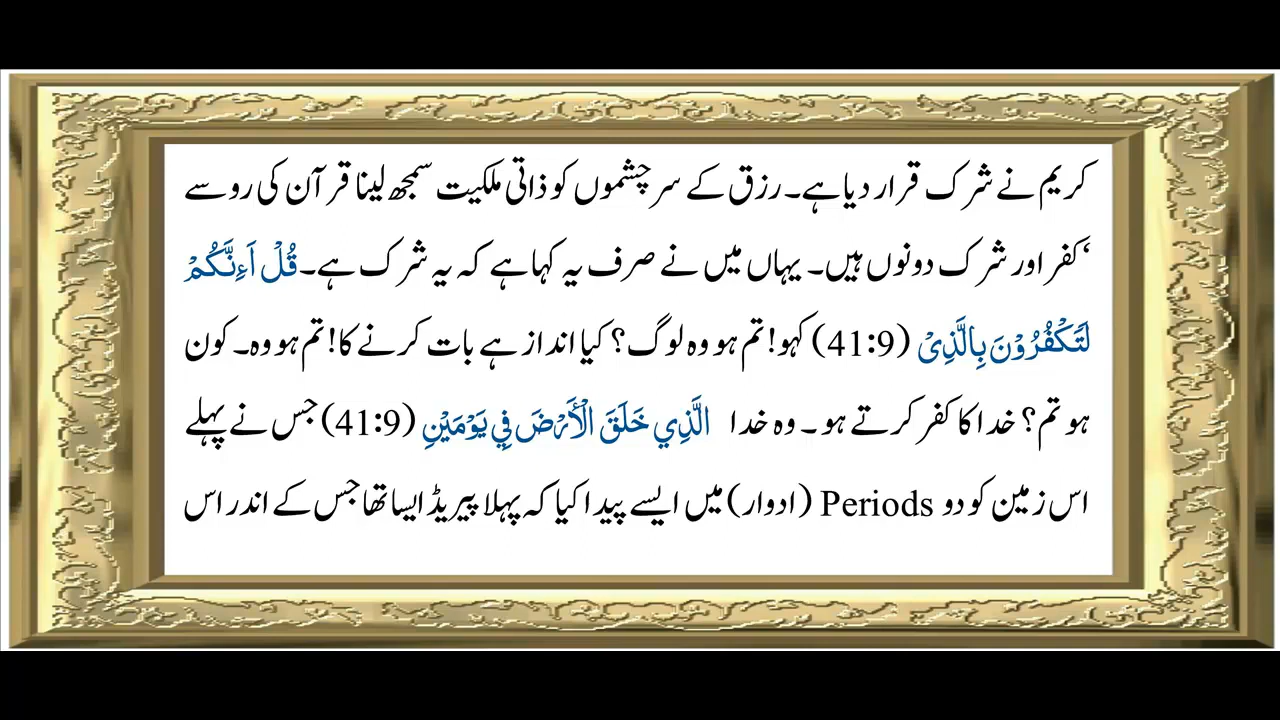 کریم نے شرک قرار دیا ہے۔ رزق کے سرچشموں کو ذاتی ملکیت سمجھ لینا قرآن کی رو سے
‘کفر اور شرک دونوں ہیں۔ یہاں میں نے صرف یہ کہا ہے کہ یہ شرک ہے۔ قُلْ اَءِنَّكُمْ
لَتَكْفُرُوْنَ بِالَّذِىْ (41:9) کہو! تم ہو وہ لوگ؟ کیا انداز ہے بات کرنے کا! تم ہو وہ۔ کون
ہو تم؟ خدا کا کفر کرتے ہو۔ وہ خدا الَّذِي خَلَقَ الْأَرْضَ فِي يَوْمَيْنِ (41:9) جس نے پہلے
اس زمین کو دو Periods (ادوار) میں ایسے پیدا کیا کہ پہلا پیریڈ ایسا تھا جس کے اندر اس